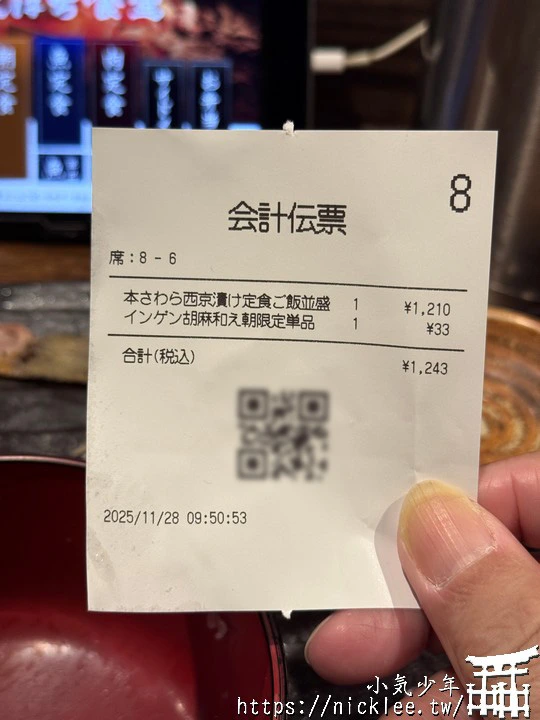 8
会計伝票
席:8-6
本さわら西京漬け定食ご飯並盛 1 ¥1,210
インゲン胡麻和え朝限定単品 1 ¥33
合計(税込) ¥1,243
2025/11/28 09:50:53
小氣少年
https://nicklee.tw/